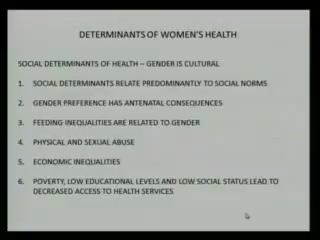 DETERMINANTS OF WOMEN'S HEALTH
SOCIAL DETERMINANTS OF HEALTH – GENDER IS CULTURAL
1. SOCIAL DETERMINANTS RELATE PREDOMINANTLY TO SOCIAL NORMS
2. GENDER PREFERENCE HAS ANTENATAL CONSEQUENCES
3. FEEDING INEQUALITIES ARE RELATED TO GENDER
4. PHYSICAL AND SEXUAL ABUSE
5. ECONOMIC INEQUALITIES
6. POVERTY, LOW EDUCATIONAL LEVELS AND LOW SOCIAL STATUS LEAD TO
DECREASED ACCESS TO HEALTH SERVICES